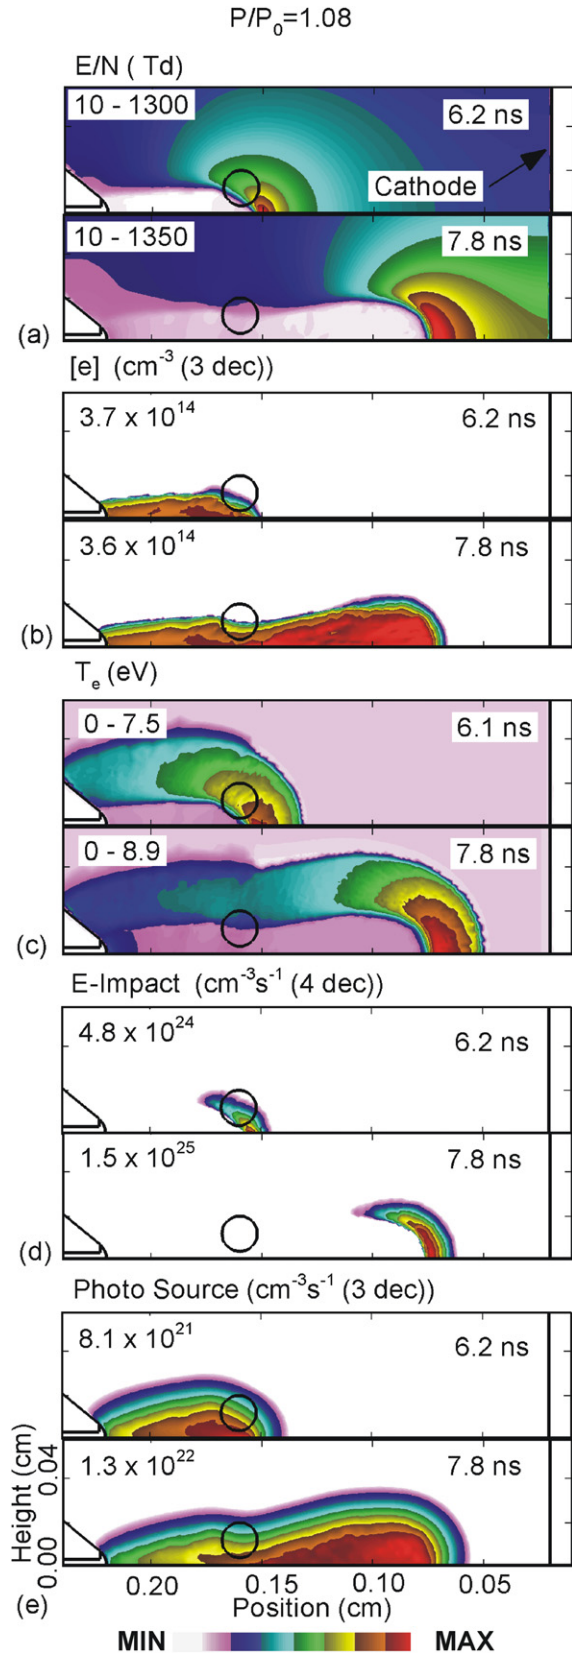 P/P₀=1.08
E/N ( Td)
10 - 1300
6.2 ns
Cathode
10 - 1350
7.8 ns
(a)
[e] (cm⁻³ (3 dec))
3.7 x 10¹⁴
6.2 ns
3.6 x 10¹⁴
7.8 ns
(b)
Tₑ (eV)
0 - 7.5
6.1 ns
0 - 8.9
7.8 ns
(c)
E-Impact (cm⁻³s⁻¹ (4 dec))
4.8 x 10²⁴
6.2 ns
1.5 x 10²⁵
7.8 ns
(d)
Photo Source (cm⁻³s⁻¹ (3 dec))
8.1 x 10²¹
6.2 ns
1.3 x 10²²
7.8 ns
Height (cm)
0.04
0.00
0.20
0.15
0.10
0.05
(e)
Position (cm)
MIN
MAX